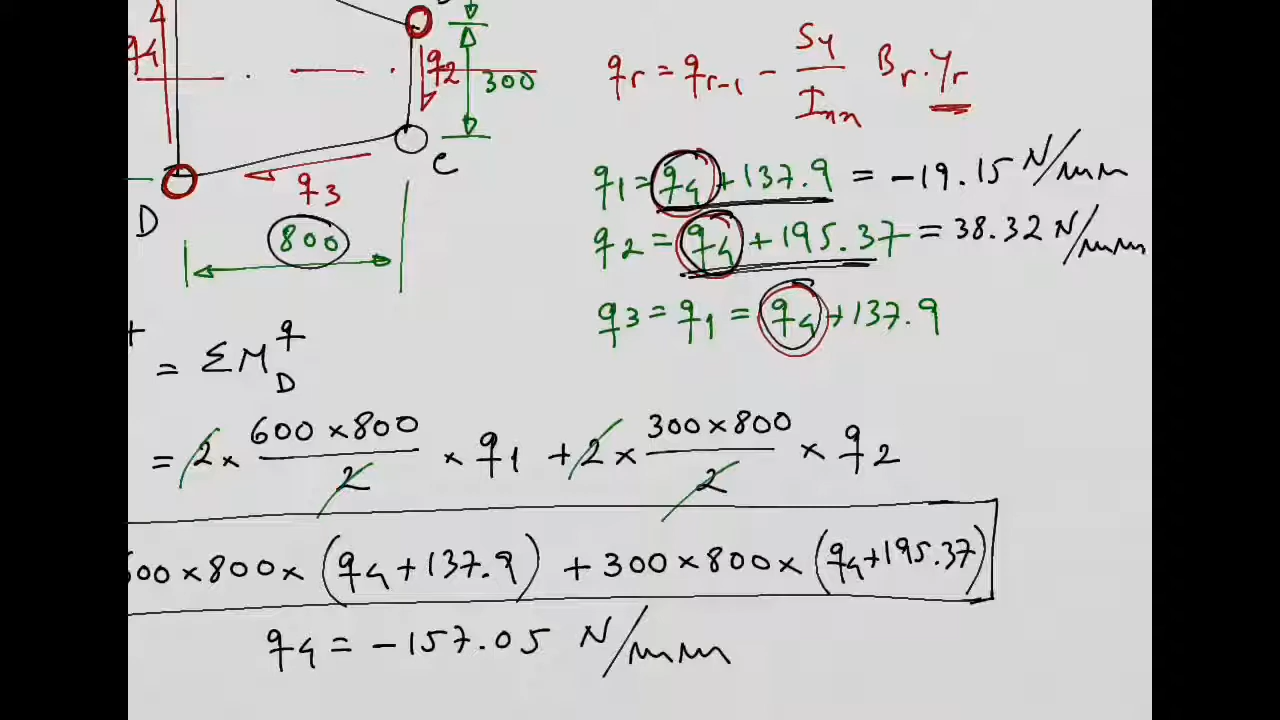 q4
q2
300
C
q3
D
800
qr = qr-1 - Sy/Ixx Br.yr
q1 = q4 + 137.9 = -19.15 N/mm
q2 = q4 + 195.37 = 38.32 N/mm
q3 = q1 = q4 + 137.9
= ΣM_D^q
= 2 × 600 × 800/2 × q1 + 2 × 300 × 800/2 × q2
00 × 800 × (q4 + 137.9) + 300 × 800 × (q4 + 195.37)
q4 = -157.05 N/mm